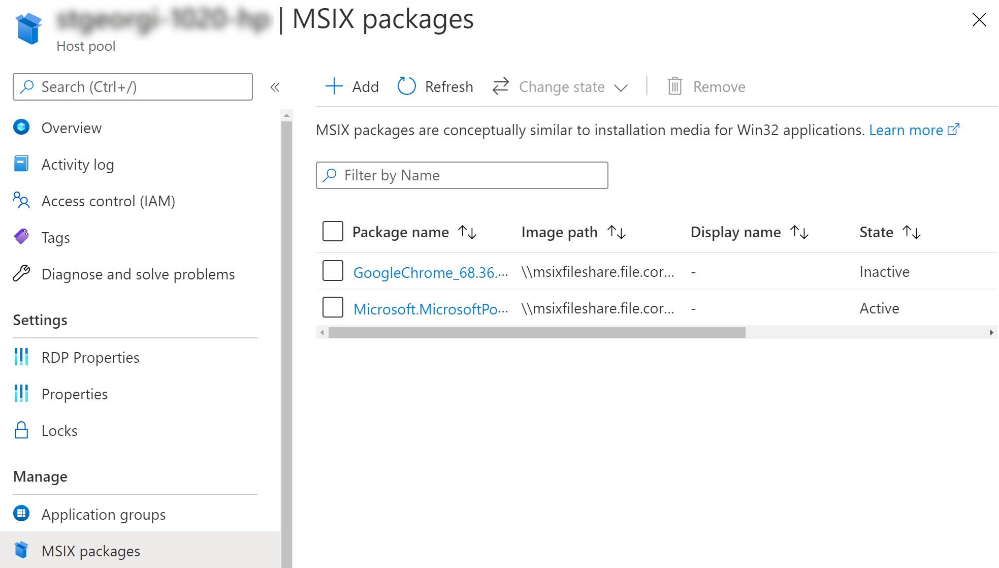 | MSIX packages
Host pool
Search (Ctrl+/)
«
Overview
Activity log
Access control (IAM)
Tags
Diagnose and solve problems
Settings
RDP Properties
Properties
Locks
Manage
Application groups
MSIX packages
Add Refresh Change state Remove
MSIX packages are conceptually similar to installation media for Win32 applications. Learn more
Filter by Name
Package name Image path Display name State
GoogleChrome_68.36.... \\msixfileshare.file.cor... - Inactive
Microsoft.MicrosoftPo... \\msixfileshare.file.cor... - Active